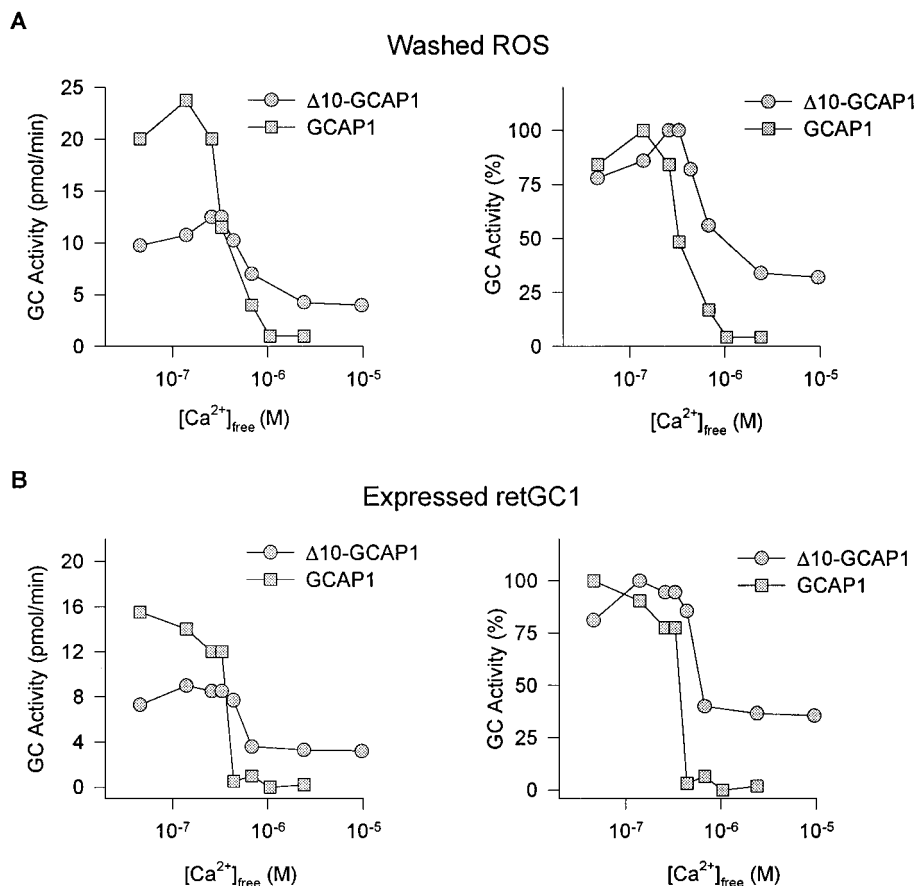 A
Washed ROS
Δ10-GCAP1
GCAP1
GC Activity (pmol/min)
25
20
15
10
5
0
10-7
10-6
10-5
[Ca2+]free (M)
Δ10-GCAP1
GCAP1
GC Activity (%)
100
75
50
25
0
10-7
10-6
10-5
[Ca2+]free (M)
B
Expressed retGC1
Δ10-GCAP1
GCAP1
GC Activity (pmol/min)
20
16
12
8
4
0
10-7
10-6
10-5
[Ca2+]free (M)
Δ10-GCAP1
GCAP1
GC Activity (%)
100
75
50
25
0
10-7
10-6
10-5
[Ca2+]free (M)